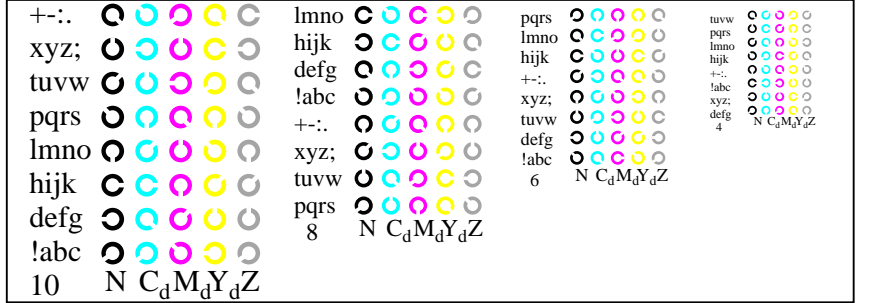 +-:.
xyz;
tuvw
pqrs
lmno
hijk
defg
!abc
10 N CdMdYdZ
lmno
hijk
defg
!abc
+-:.
xyz;
tuvw
pqrs
8 N CdMdYdZ
pqrs
lmno
hijk
+-:.
xyz;
tuvw
defg
!abc
6 N CdMdYdZ
tuvw
pqrs
lmno
hijk
+-:.
!abc
xyz;
defg
4 N CdMdYdZ